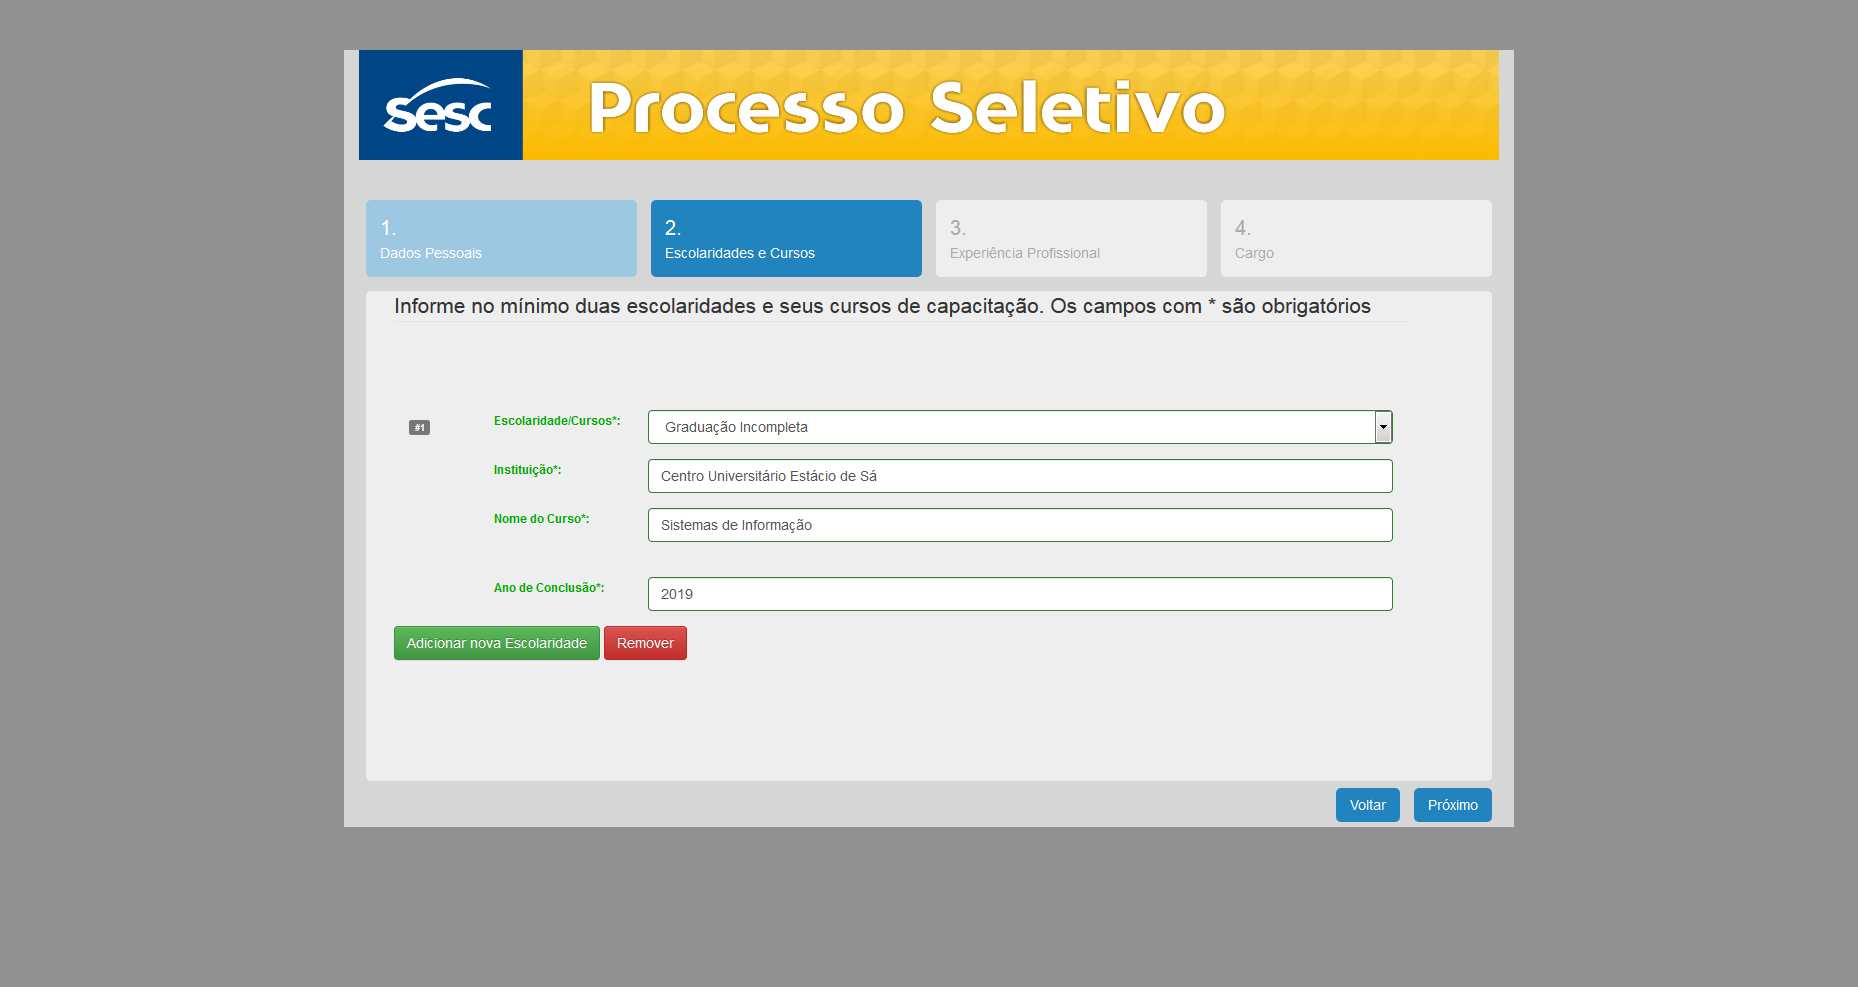 sesc
Processo Seletivo
1.
Dados Pessoais
2.
Escolaridades e Cursos
3.
Experiência Profissional
4.
Cargo
Informe no mínimo duas escolaridades e seus cursos de capacitação. Os campos com * são obrigatórios
#1
Escolaridade/Cursos*:
Graduação Incompleta
Instituição*:
Centro Universitário Estácio de Sá
Nome do Curso*:
Sistemas de Informação
Ano de Conclusão*:
2019
Adicionar nova Escolaridade
Remover
Voltar
Próximo